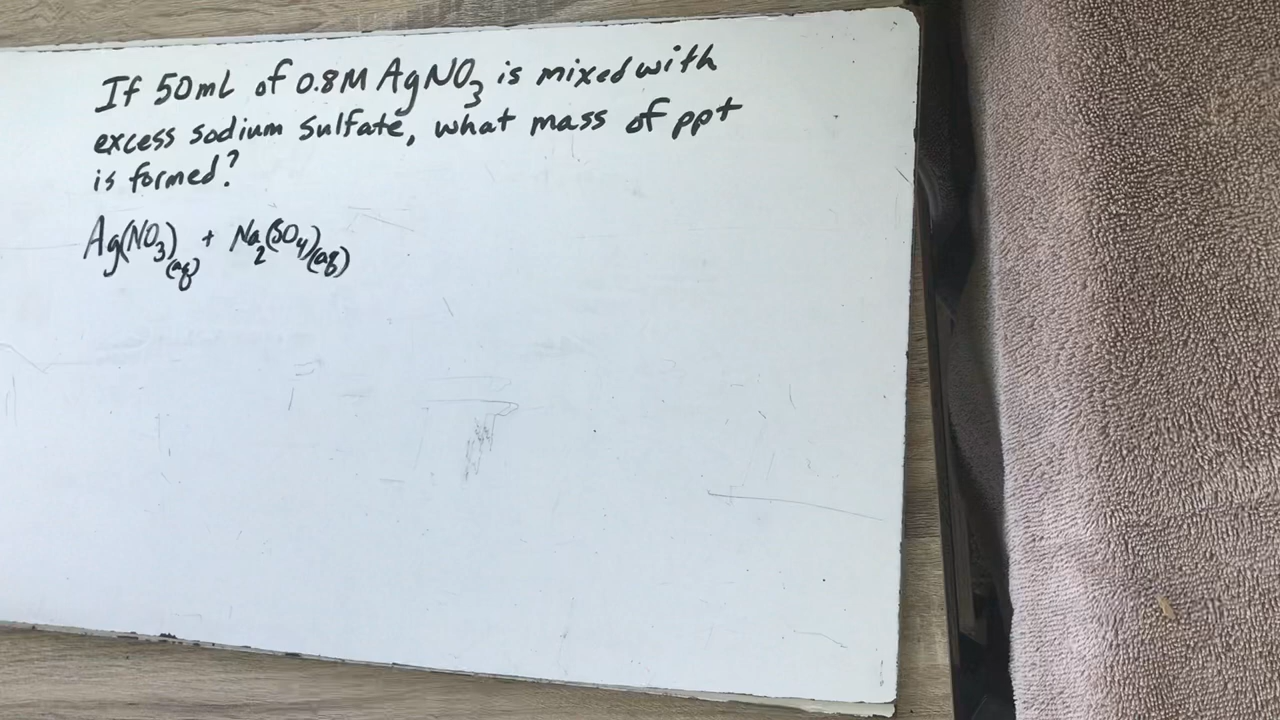 If 50mL of 0.8M AgNO3 is mixed with
excess sodium sulfate, what mass of ppt
is formed?
Ag(NO3)(aq) + Na2(SO4)(aq)